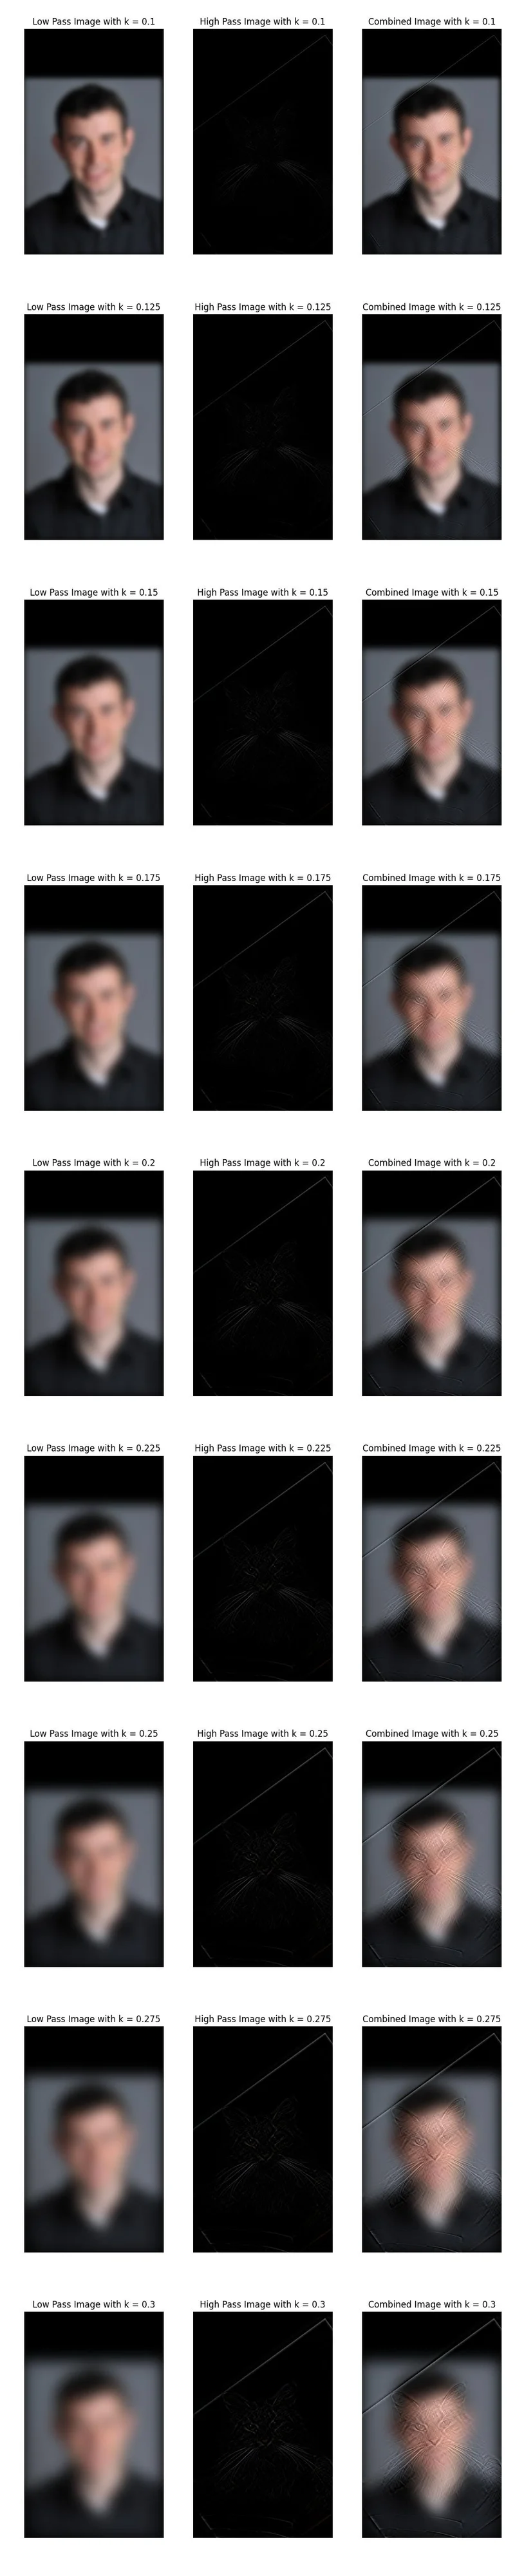 Low Pass Image with k = 0.1 High Pass Image with k = 0.1 Combined Image with k = 0.1
Low Pass Image with k = 0.125 High Pass Image with k = 0.125 Combined Image with k = 0.125
Low Pass Image with k = 0.15 High Pass Image with k = 0.15 Combined Image with k = 0.15
Low Pass Image with k = 0.175 High Pass Image with k = 0.175 Combined Image with k = 0.175
Low Pass Image with k = 0.2 High Pass Image with k = 0.2 Combined Image with k = 0.2
Low Pass Image with k = 0.225 High Pass Image with k = 0.225 Combined Image with k = 0.225
Low Pass Image with k = 0.25 High Pass Image with k = 0.25 Combined Image with k = 0.25
Low Pass Image with k = 0.275 High Pass Image with k = 0.275 Combined Image with k = 0.275
Low Pass Image with k = 0.3 High Pass Image with k = 0.3 Combined Image with k = 0.3